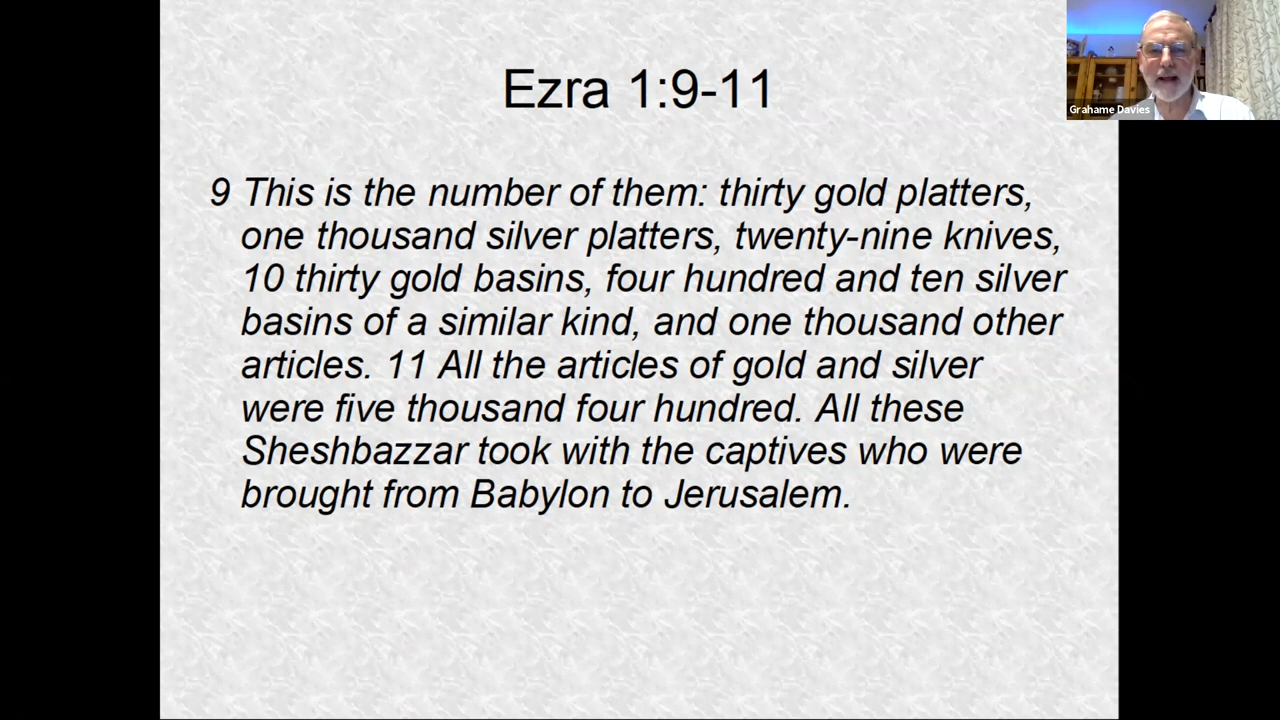 Ezra 1:9-11
Grahame Davies
9 This is the number of them: thirty gold platters,
one thousand silver platters, twenty-nine knives,
10 thirty gold basins, four hundred and ten silver
basins of a similar kind, and one thousand other
articles. 11 All the articles of gold and silver
were five thousand four hundred. All these
Sheshbazzar took with the captives who were
brought from Babylon to Jerusalem.